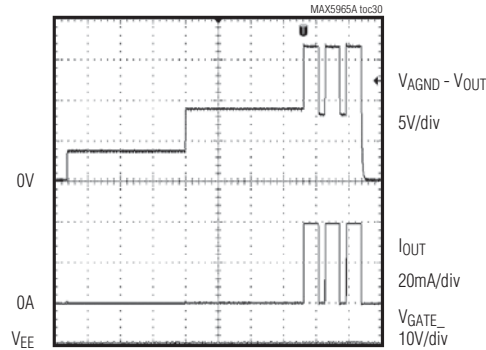 MAX5965A toc30
VAGND - VOUT
5V/div
0V
IOUT
20mA/div
0A
VGATE_
10V/div
VEE